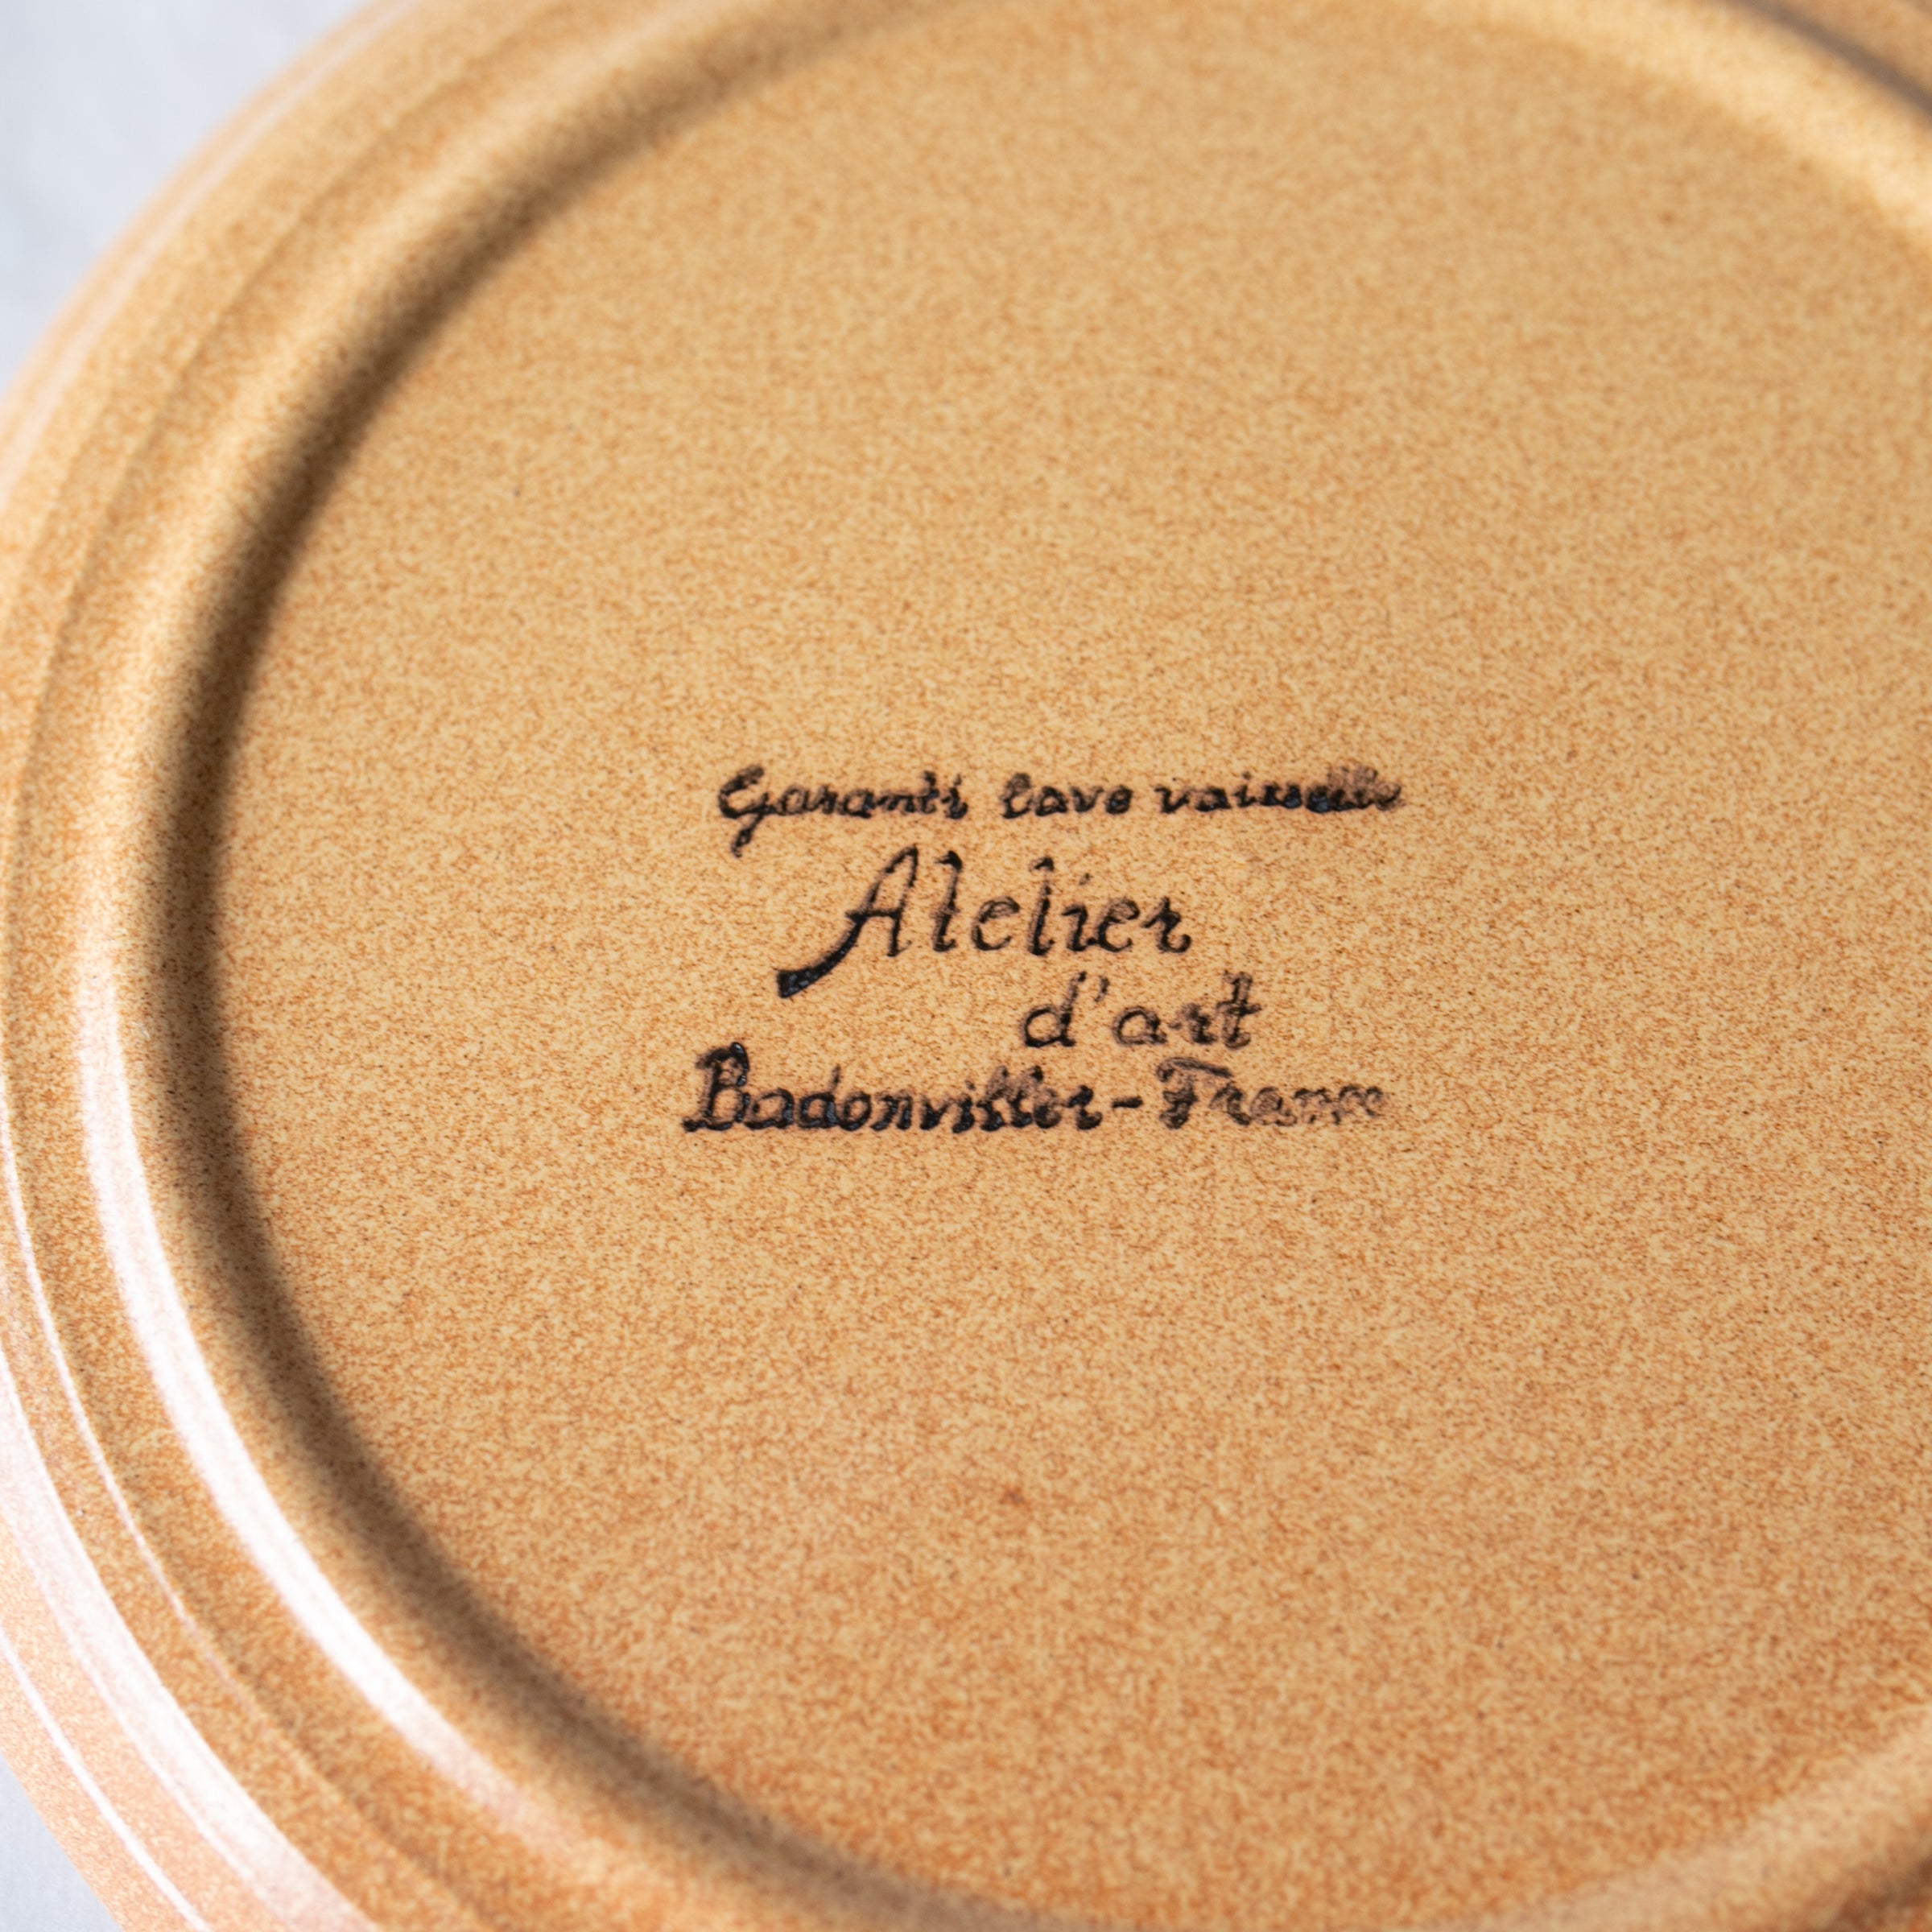 Garanti lave vaisselle
Atelier
d'art
Badonviller-France